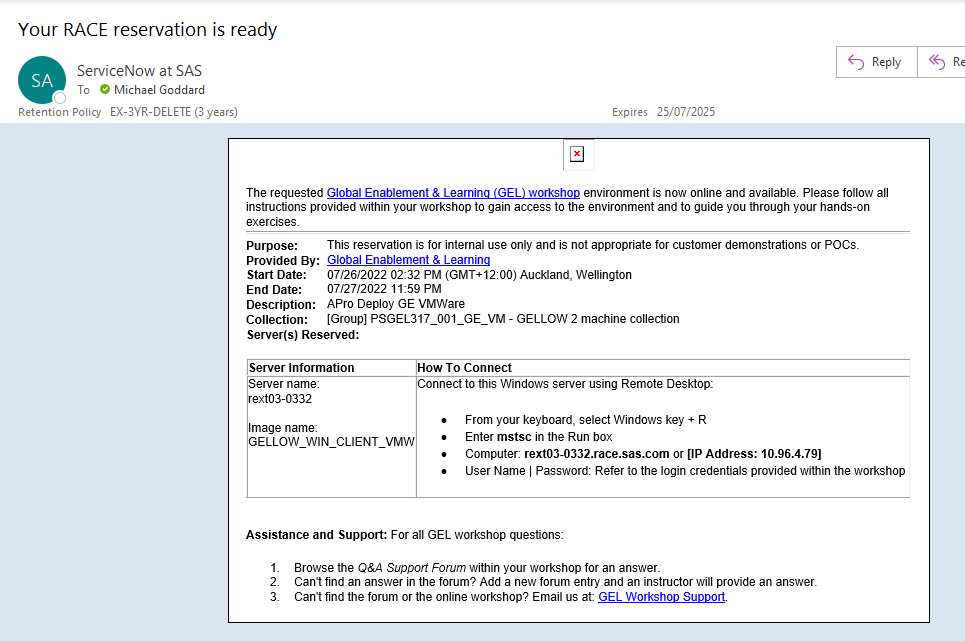 Your RACE reservation is ready
SA
ServiceNow at SAS
To Michael Goddard
Reply
Re
Retention Policy EX-3YR-DELETE (3 years)
Expires 25/07/2025
The requested Global Enablement & Learning (GEL) workshop environment is now online and available. Please follow all
instructions provided within your workshop to gain access to the environment and to guide you through your hands-on
exercises.
Purpose: This reservation is for internal use only and is not appropriate for customer demonstrations or POCs.
Provided By: Global Enablement & Learning
Start Date: 07/26/2022 02:32 PM (GMT+12:00) Auckland, Wellington
End Date: 07/27/2022 11:59 PM
Description: APro Deploy GE VMWare
Collection: [Group] PSGEL317_001_GE_VM - GELLOW 2 machine collection
Server(s) Reserved:
Server Information
Server name:
rext03-0332
Image name:
GELLOW_WIN_CLIENT_VMW
How To Connect
Connect to this Windows server using Remote Desktop:
• From your keyboard, select Windows key + R
• Enter mstsc in the Run box
• Computer: rext03-0332.race.sas.com or [IP Address: 10.96.4.79]
• User Name | Password: Refer to the login credentials provided within the workshop
Assistance and Support: For all GEL workshop questions:
1. Browse the Q&A Support Forum within your workshop for an answer.
2. Can't find an answer in the forum? Add a new forum entry and an instructor will provide an answer.
3. Can't find the forum or the online workshop? Email us at: GEL Workshop Support.